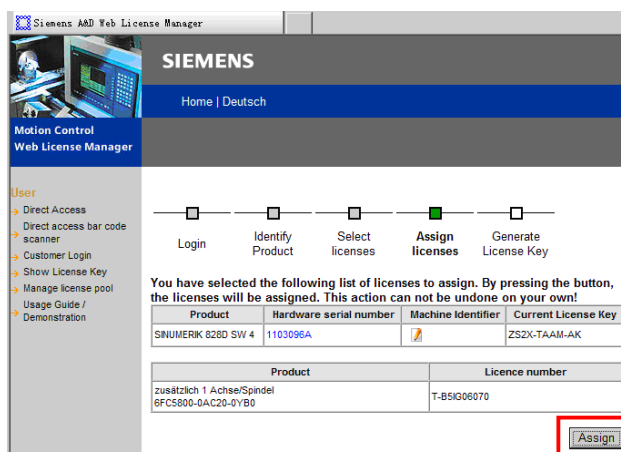 Siemens A&D Web License Manager
SIEMENS
Home | Deutsch
Motion Control
Web License Manager
User
Direct Access
Direct access bar code
scanner
Customer Login
Show License Key
Manage license pool
Usage Guide /
Demonstration
Login
Identify
Product
Select
licenses
Assign
licenses
Generate
License Key
You have selected the following list of licenses to assign. By pressing the button,
the licenses will be assigned. This action can not be undone on your own!
Product Hardware serial number Machine Identifier Current License Key
SINUMERIK 828D SW 4 1103096A ZS2X-TAAM-AK
Product Licence number
zusätzlich 1 Achse/Spindel
6FC5800-0AC20-0YB0 T-B5IG06070
Assign